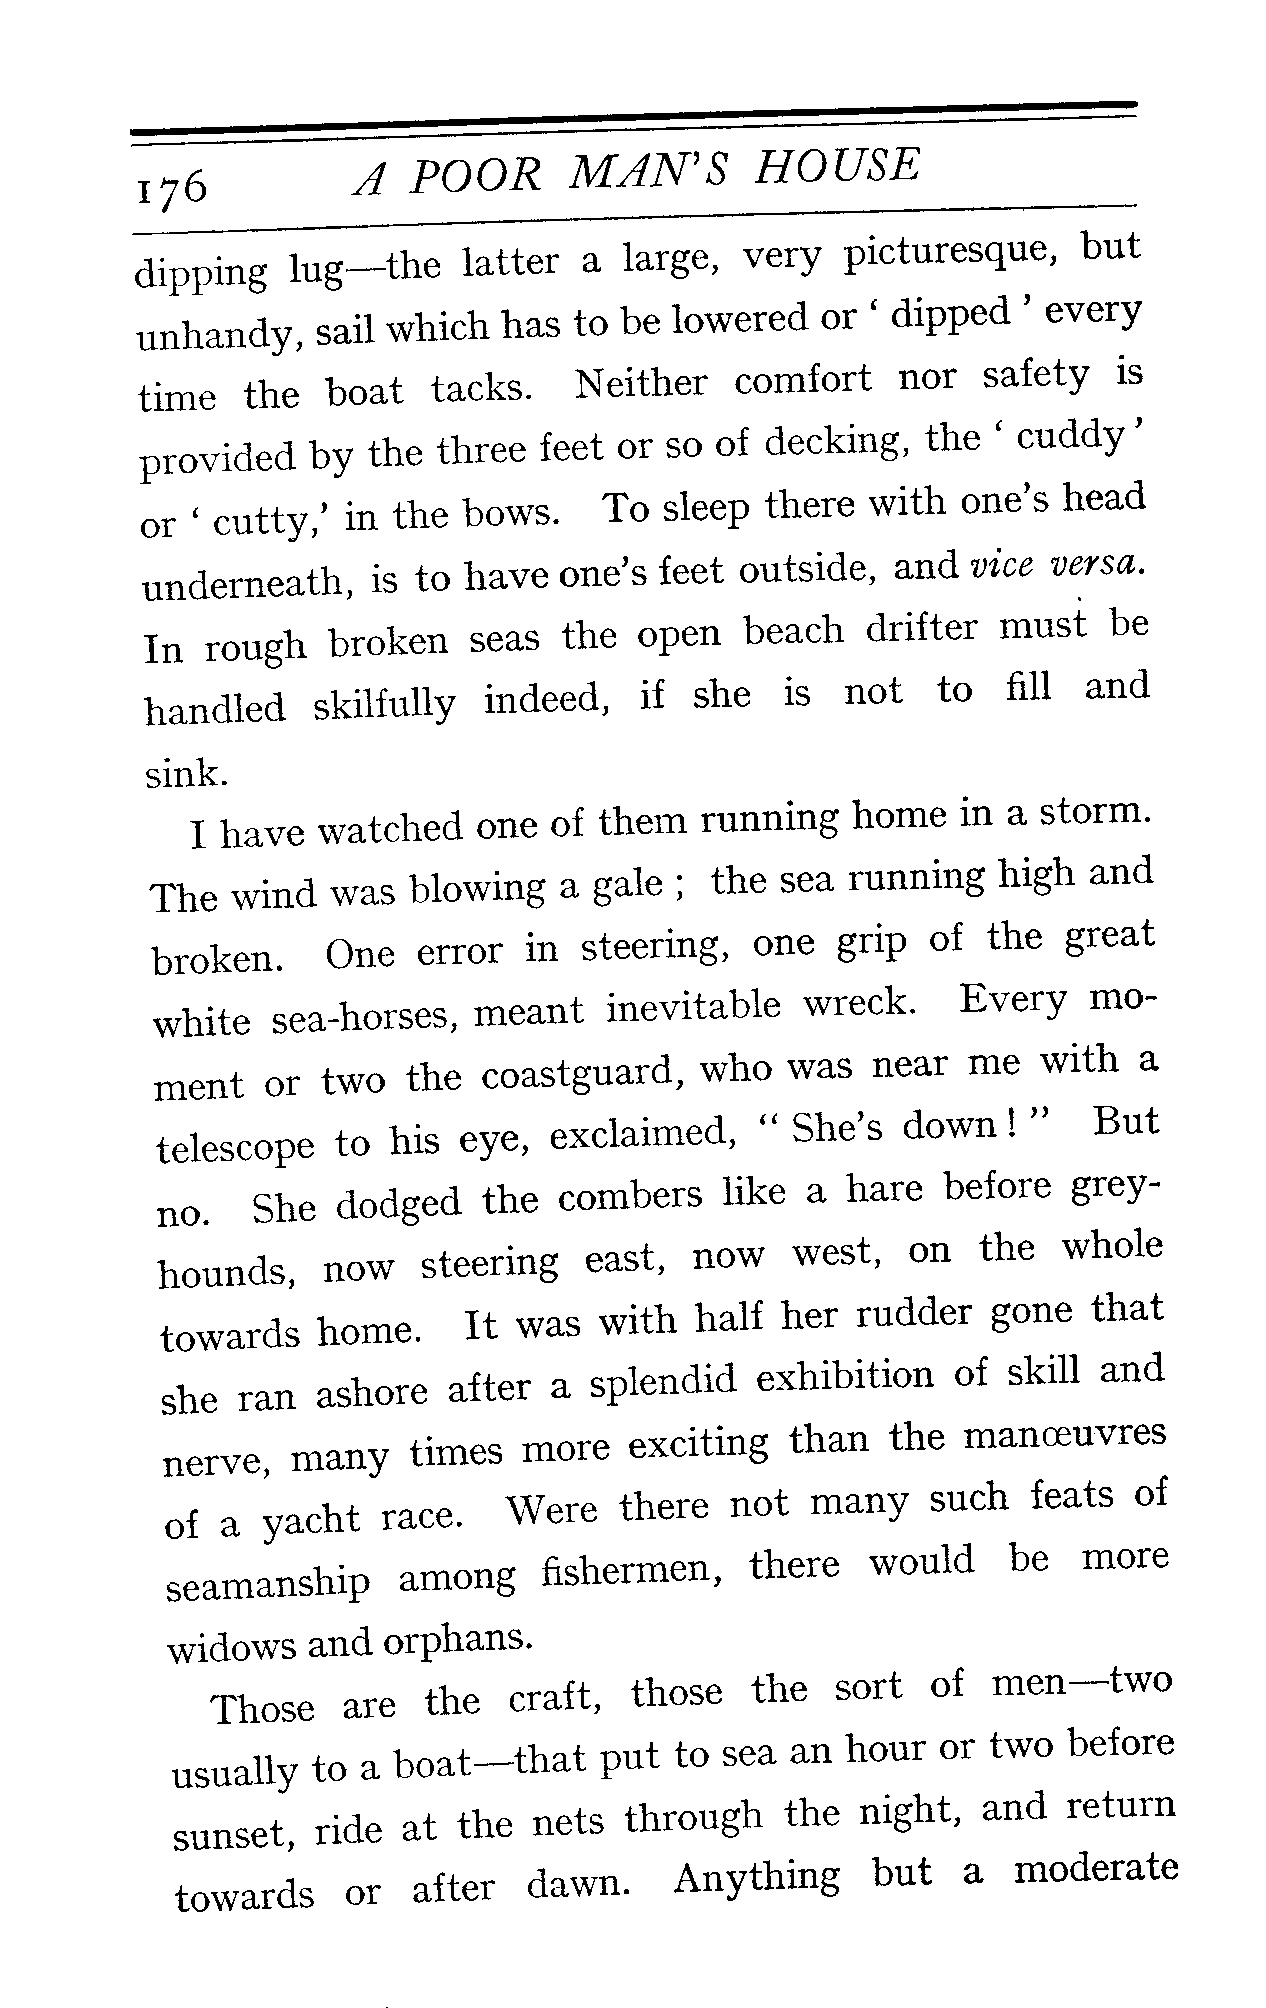 176 A POOR MAN'S HOUSE
dipping lug—the latter a large, very picturesque, but
unhandy, sail which has to be lowered or ‘ dipped ’ every
time the boat tacks. Neither comfort nor safety is
provided by the three feet or so of decking, the ‘ cuddy ’
or ‘ cutty,’ in the bows. To sleep there with one’s head
underneath, is to have one’s feet outside, and vice versa.
In rough broken seas the open beach drifter must be
handled skilfully indeed, if she is not to fill and
sink.
I have watched one of them running home in a storm.
The wind was blowing a gale ; the sea running high and
broken. One error in steering, one grip of the great
white sea-horses, meant inevitable wreck. Every mo-
ment or two the coastguard, who was near me with a
telescope to his eye, exclaimed, “ She’s down ! ” But
no. She dodged the combers like a hare before grey-
hounds, now steering east, now west, on the whole
towards home. It was with half her rudder gone that
she ran ashore after a splendid exhibition of skill and
nerve, many times more exciting than the manœuvres
of a yacht race. Were there not many such feats of
seamanship among fishermen, there would be more
widows and orphans.
Those are the craft, those the sort of men—two
usually to a boat—that put to sea an hour or two before
sunset, ride at the nets through the night, and return
towards or after dawn. Anything but a moderate